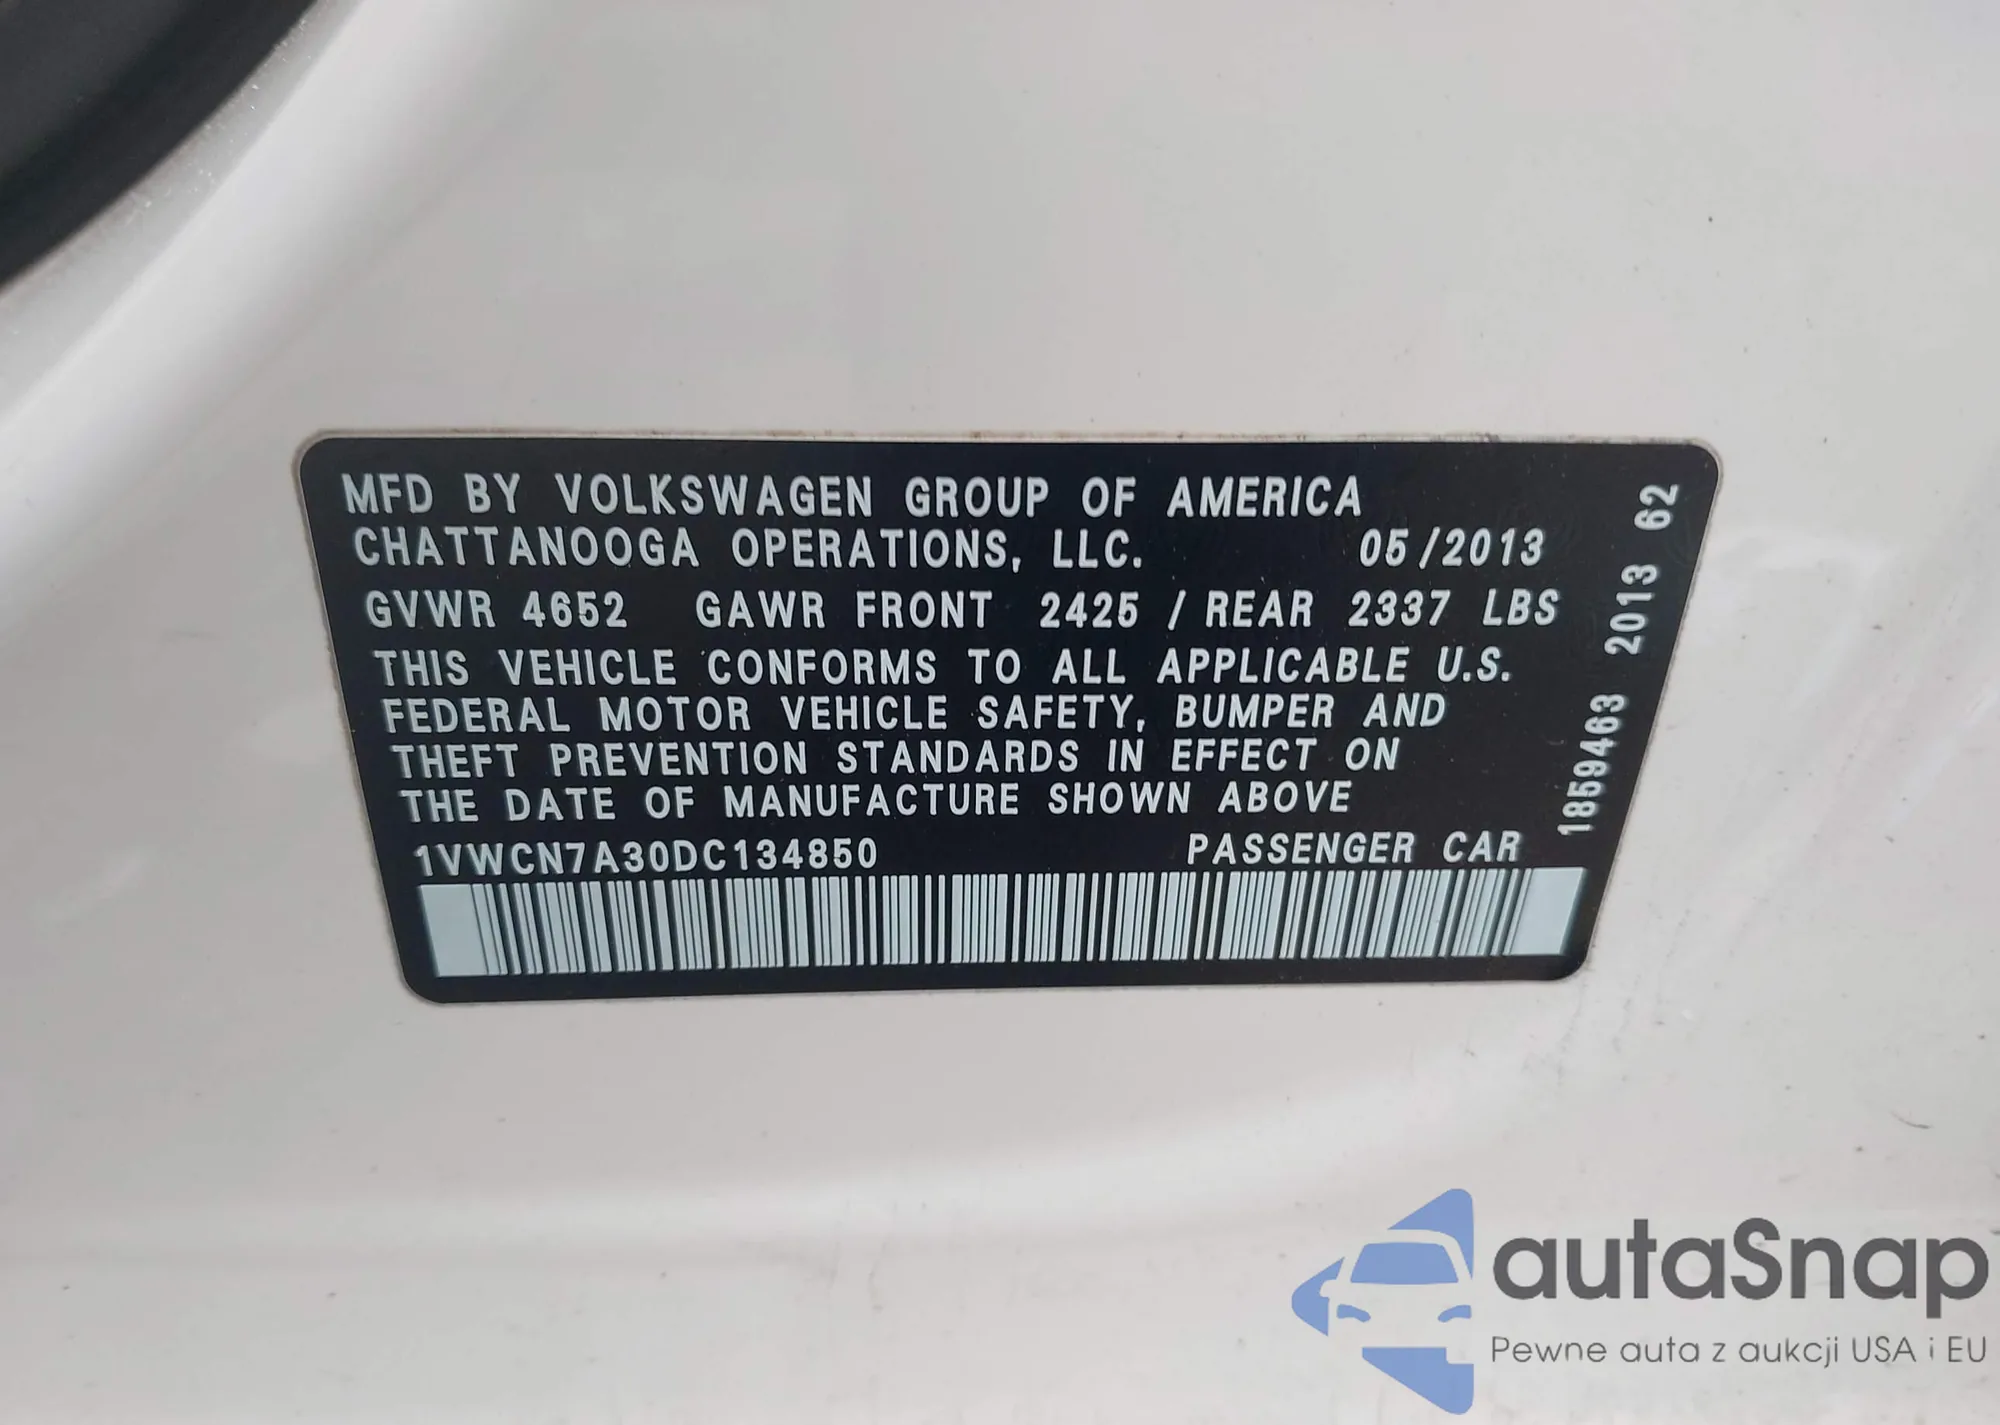 MFD BY VOLKSWAGEN GROUP OF AMERICA
CHATTANOOGA OPERATIONS, LLC. 05/2013
GVWR 4652 GAWR FRONT 2425 / REAR 2337 LBS
THIS VEHICLE CONFORMS TO ALL APPLICABLE U.S.
FEDERAL MOTOR VEHICLE SAFETY, BUMPER AND
THEFT PREVENTION STANDARDS IN EFFECT ON
THE DATE OF MANUFACTURE SHOWN ABOVE
1VWCN7A30DC134850 PASSENGER CAR
1859463 2013 62
autaSnap
Pewne auta z aukcji USA i EU